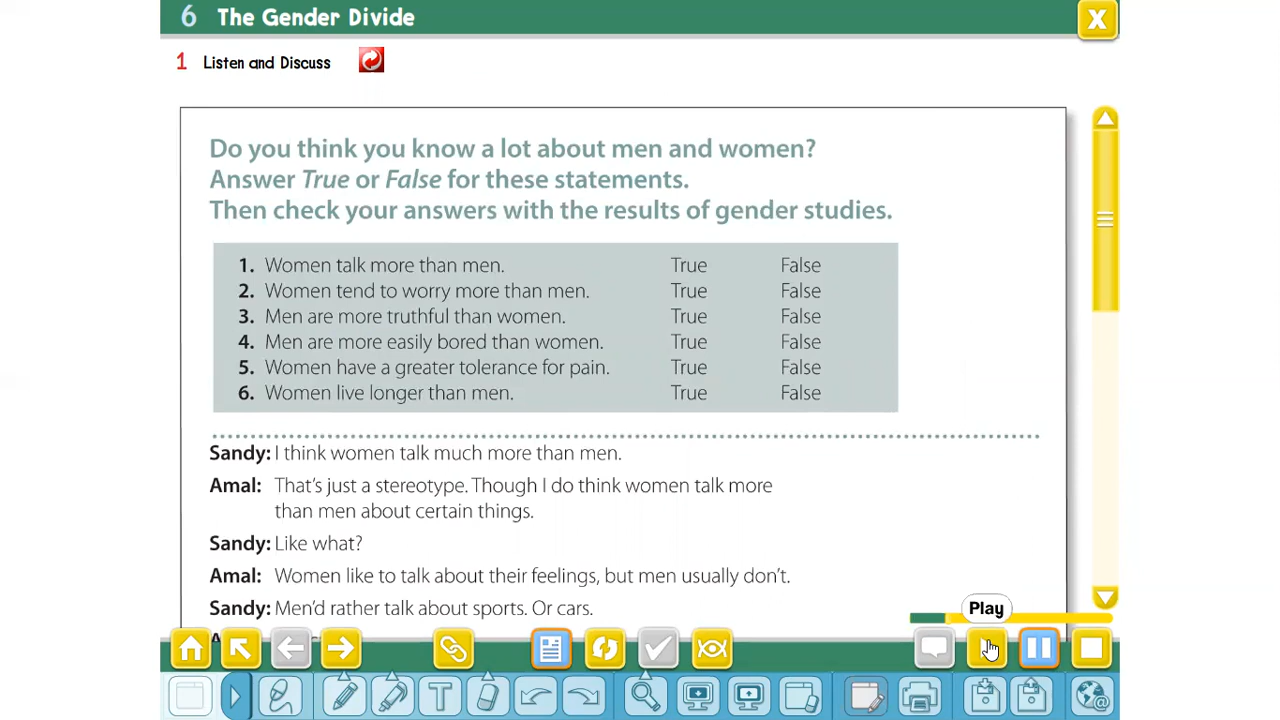 6 The Gender Divide
X
1 Listen and Discuss
Do you think you know a lot about men and women?
Answer True or False for these statements.
Then check your answers with the results of gender studies.
1. Women talk more than men. True False
2. Women tend to worry more than men. True False
3. Men are more truthful than women. True False
4. Men are more easily bored than women. True False
5. Women have a greater tolerance for pain. True False
6. Women live longer than men. True False
Sandy: I think women talk much more than men.
Amal: That's just a stereotype. Though I do think women talk more
than men about certain things.
Sandy: Like what?
Amal: Women like to talk about their feelings, but men usually don't.
Sandy: Men'd rather talk about sports. Or cars.
Play
T